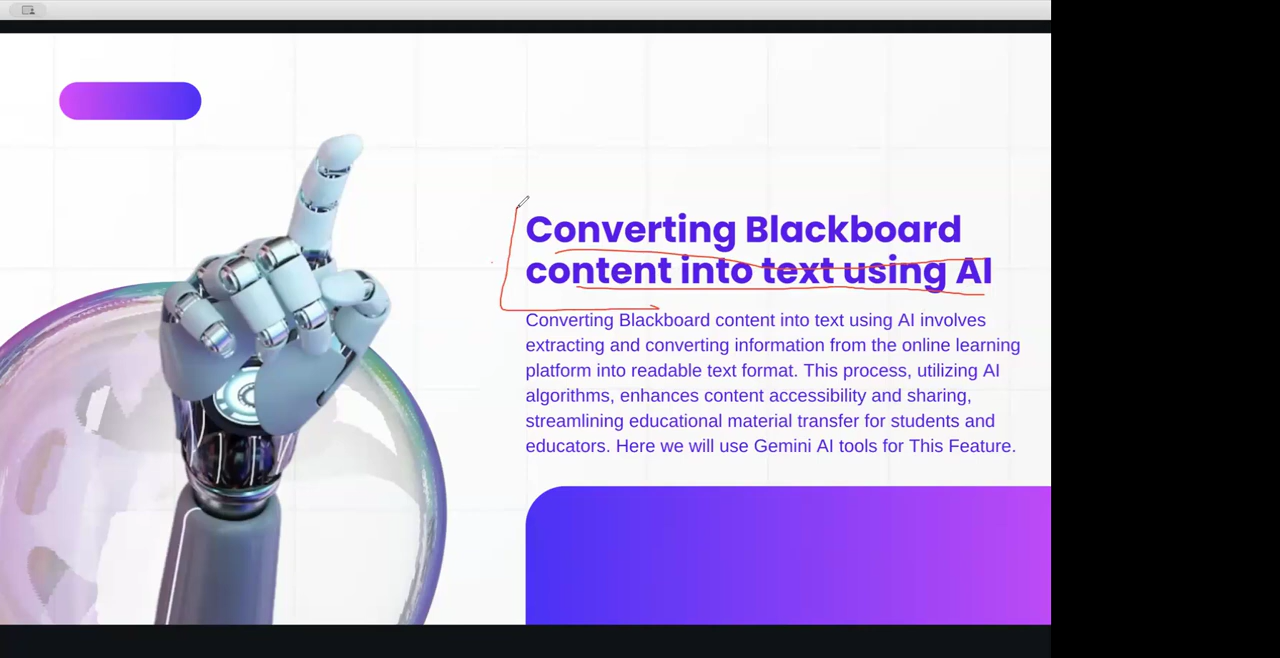 Converting Blackboard
content into text using AI
Converting Blackboard content into text using AI involves
extracting and converting information from the online learning
platform into readable text format. This process, utilizing AI
algorithms, enhances content accessibility and sharing,
streamlining educational material transfer for students and
educators. Here we will use Gemini AI tools for This Feature.